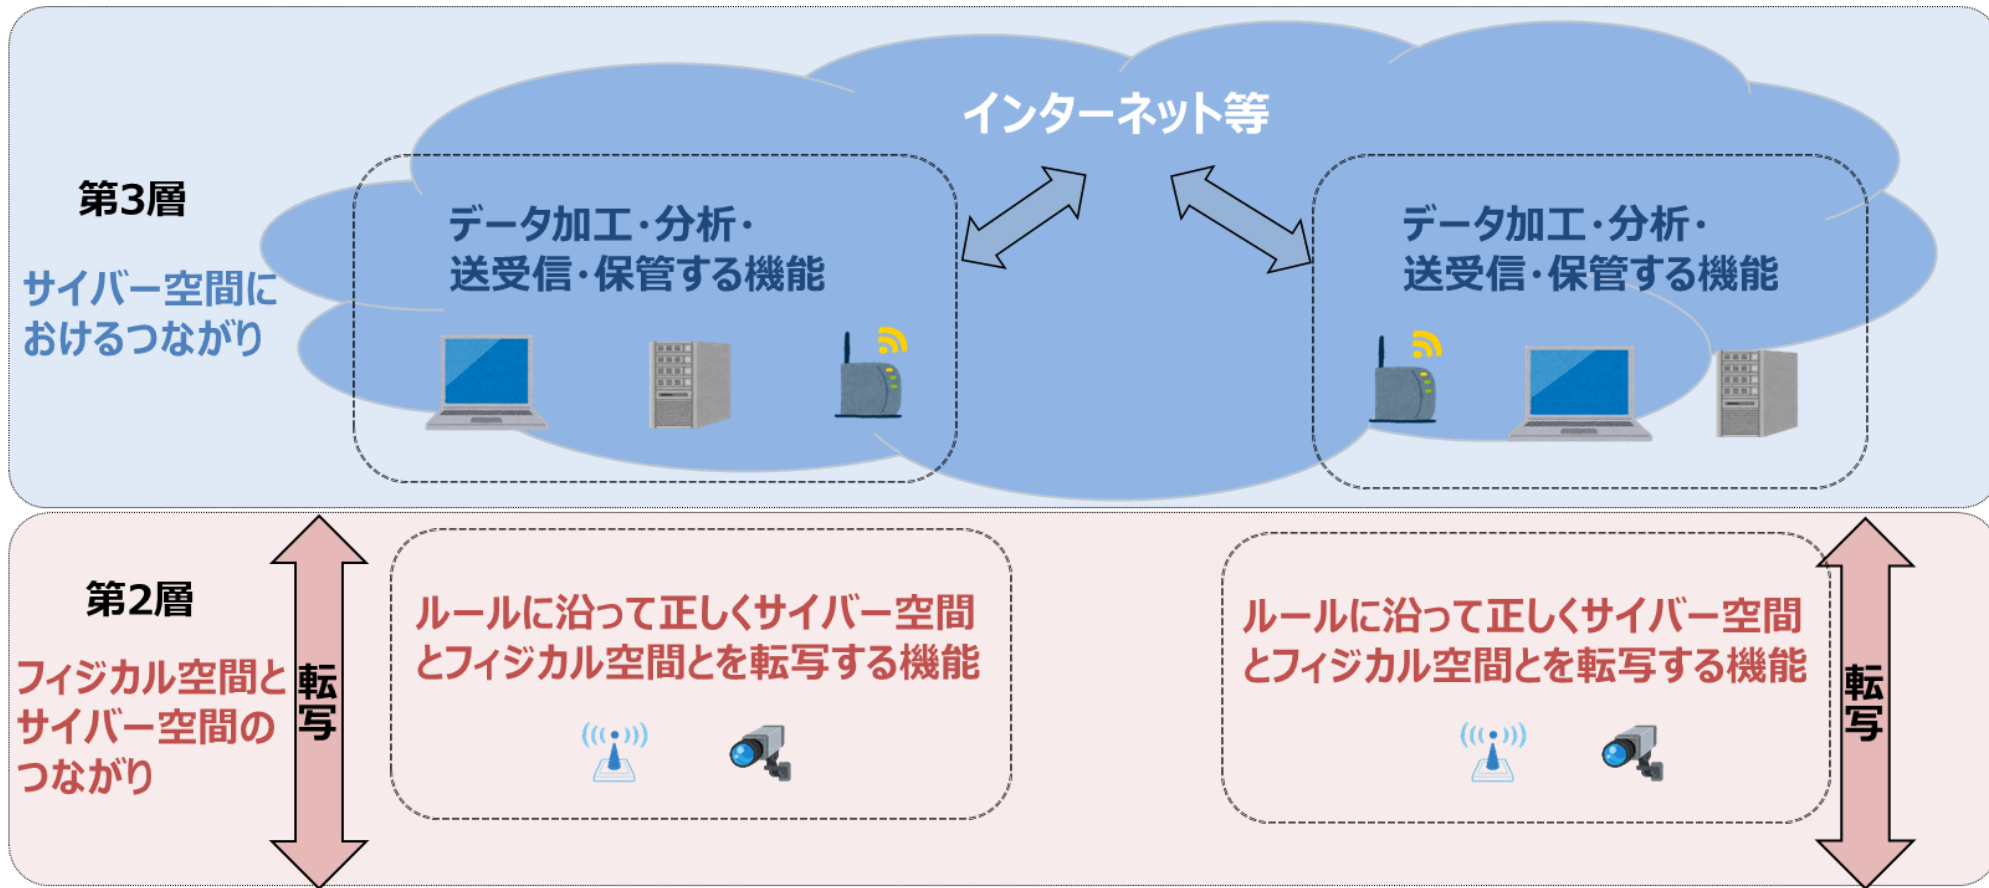 インターネット等
第3層
サイバー空間に
おけるつながり
データ加工・分析・
送受信・保管する機能
データ加工・分析・
送受信・保管する機能
第2層
フィジカル空間と
サイバー空間の
つながり
転写
ルールに沿って正しくサイバー空間
とフィジカル空間とを転写する機能
ルールに沿って正しくサイバー空間
とフィジカル空間とを転写する機能
転写